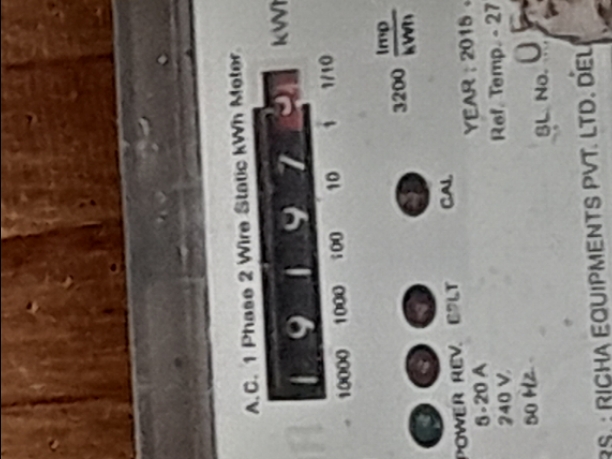 kWh
A.C. 1 Phase 2 Wire Static kWh Meter
1 9 1 9 7
10000 1000 100 10 1 1/10
3200 Imp/kWh
POWER REV. CAL
5-20 A
240 V.
50 Hz.
YEAR : 2015
Ref. Temp. - 27
SL. No.
RS. : RICHA EQUIPMENTS PVT. LTD. DEL